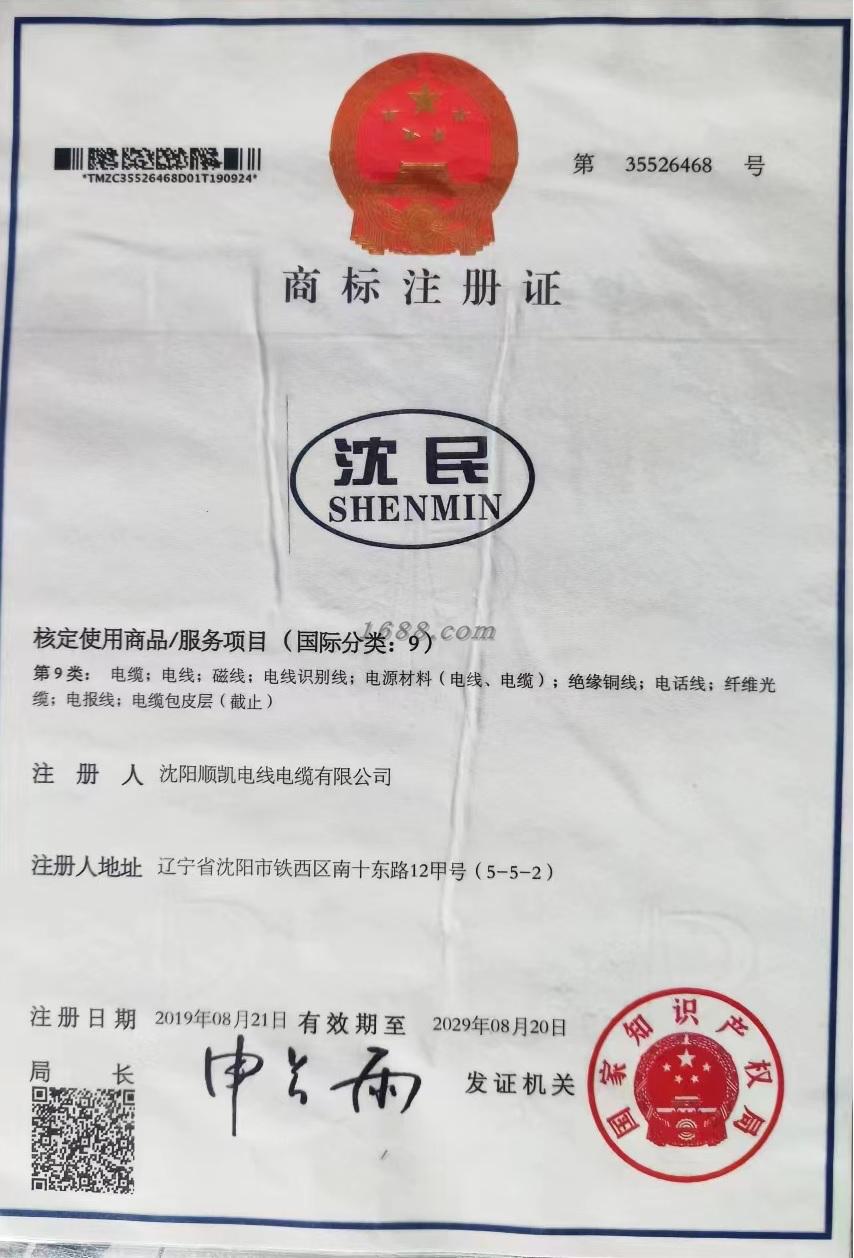 *TMZC35526468D01T190924*
第 35526468 号
商标注册证
沈民
SHENMIN
1688.com
核定使用商品/服务项目（国际分类：9）
第9类：电缆；电线；磁线；电线识别线；电源材料（电线、电缆）；绝缘铜线；电话线；纤维光
缆；电报线；电缆包皮层（截止）
注册人 沈阳顺凯电线电缆有限公司
注册人地址 辽宁省沈阳市铁西区南十东路12甲号（5-5-2）
注册日期 2019年08月21日 有效期至 2029年08月20日
局长 申长雨 发证机关
国家知识产权局